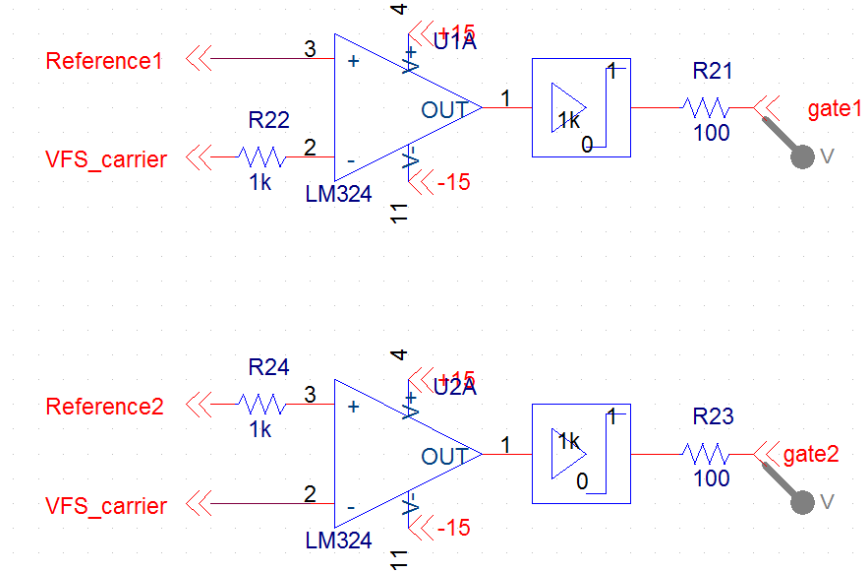 4
+15
Reference1
3
+
V+
U1A
1
R21
OUT
1
1k
gate1
R22
100
0
VFS_carrier
2
-
V-
V
1k
LM324
-15
11
4
R24
+15
3
+
V+
U2A
1
R23
Reference2
1k
OUT
1
1k
gate2
0
100
VFS_carrier
2
-
V-
V
LM324
-15
11